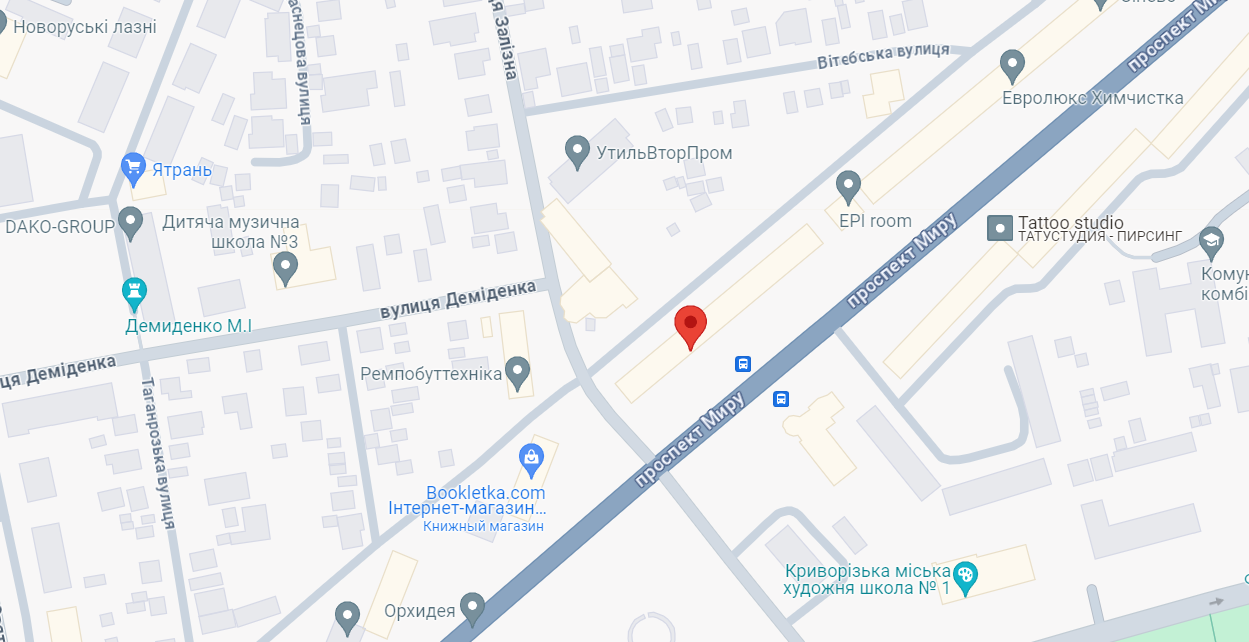 Новоруські лазні
Залізна
Вітебська вулиця
проспект Миру
Евролюкс Химчистка
УтильВторПром
Ятрань
DAKO-GROUP
Дитяча музична
школа №3
EPI room
Tattoo studio
ТАТУСТУДИЯ - ПИРСИНГ
проспект Миру
вулиця Деміденка
Демиденко М.І
Деміденка
Ремпобуттехніка
Таганрозька вулиця
проспект Миру
Bookletka.com
Інтернет-магазин...
Книжный магазин
Криворізька міська
художня школа № 1
Орхидея